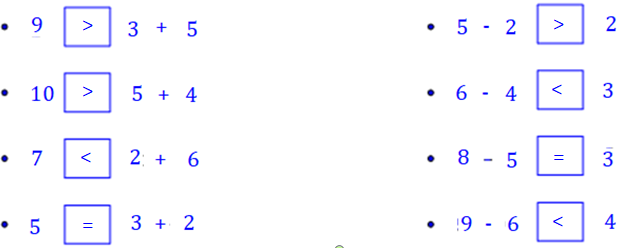 • 9 > 3 + 5
• 10 > 5 + 4
• 7 < 2 + 6
• 5 = 3 + 2
• 5 - 2 > 2
• 6 - 4 < 3
• 8 - 5 = 3
• 9 - 6 < 4